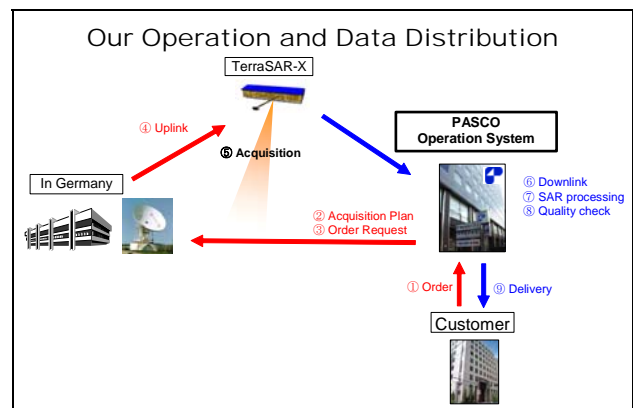 Our Operation and Data Distribution
TerraSAR-X
④ Uplink
PASCO
Operation System
⑤ Acquisition
In Germany
⑥ Downlink
⑦ SAR processing
⑧ Quality check
② Acquisition Plan
③ Order Request
① Order
⑨ Delivery
Customer